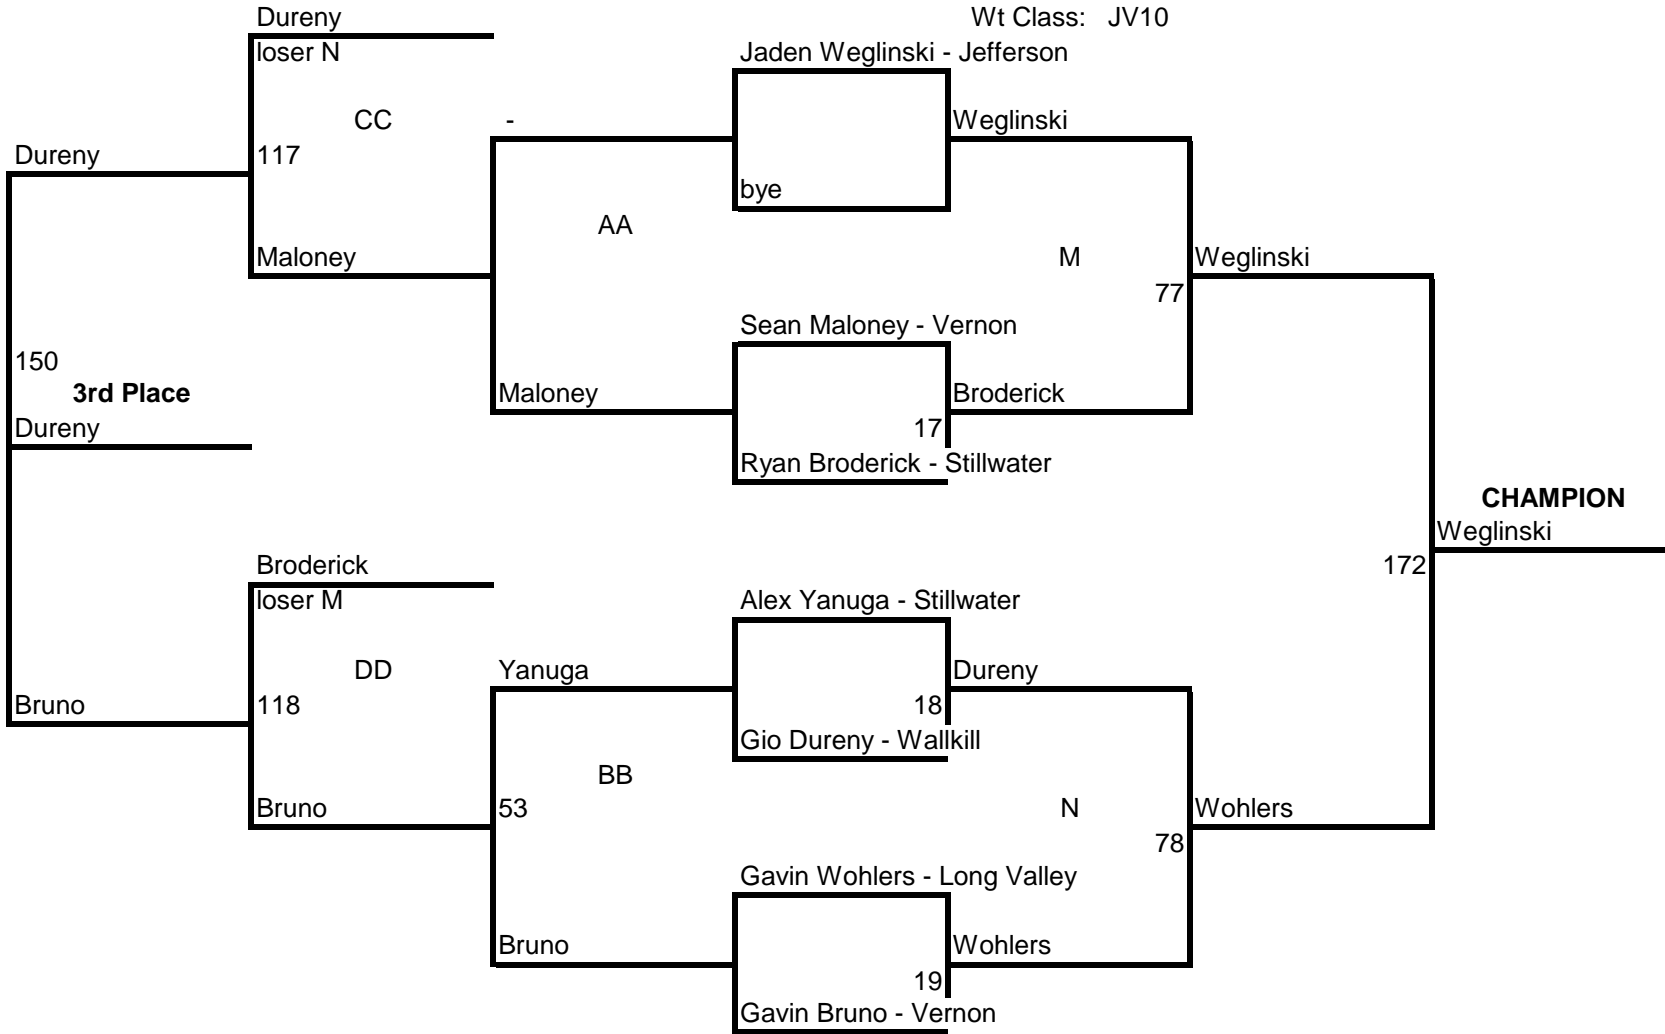 Dureny
Wt Class: JV10
loser N
Jaden Weglinski - Jefferson
CC
-
Weglinski
Dureny
117
bye
AA
Maloney
M
Weglinski
77
Sean Maloney - Vernon
150
3rd Place
Maloney
Broderick
Dureny
17
Ryan Broderick - Stillwater
CHAMPION
Weglinski
Broderick
172
loser M
Alex Yanuga - Stillwater
DD
Yanuga
Dureny
Bruno
118
18
Gio Dureny - Wallkill
BB
Bruno
53
N
Wohlers
78
Gavin Wohlers - Long Valley
Bruno
Wohlers
19
Gavin Bruno - Vernon